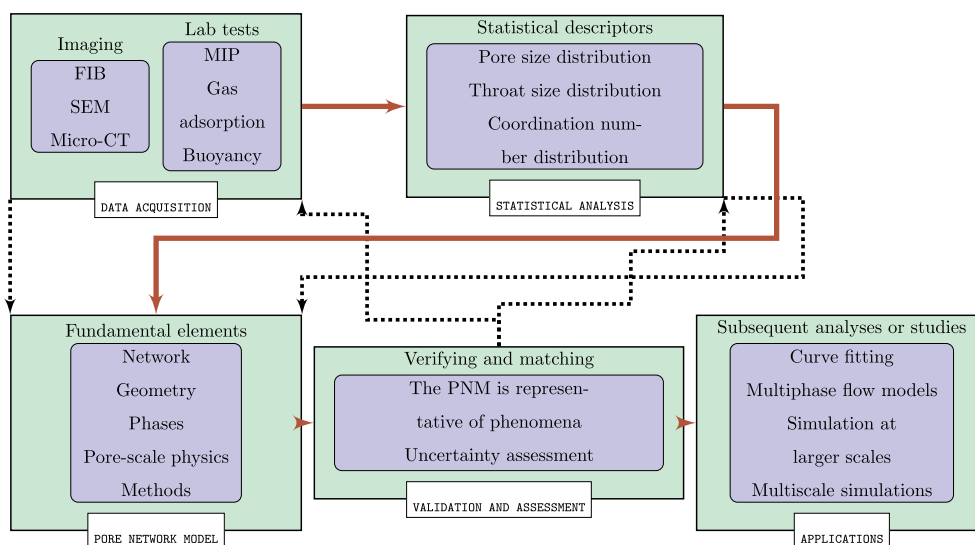 Imaging
FIB
SEM
Micro-CT
Lab tests
MIP
Gas
adsorption
Buoyancy
DATA ACQUISITION
Statistical descriptors
Pore size distribution
Throat size distribution
Coordination num-
ber distribution
STATISTICAL ANALYSIS
Fundamental elements
Network
Geometry
Phases
Pore-scale physics
Methods
PORE NETWORK MODEL
Verifying and matching
The PNM is represen-
tative of phenomena
Uncertainty assessment
VALIDATION AND ASSESSMENT
Subsequent analyses or studies
Curve fitting
Multiphase flow models
Simulation at
larger scales
Multiscale simulations
APPLICATIONS